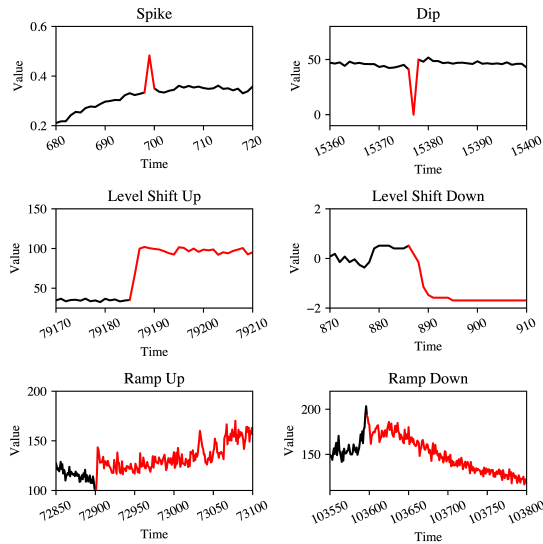 Spike
Value
0.6
0.4
0.2
680 700 710 720
Time
Dip
Value
50
0
15360 15370 15380 15390 15400
Time
Level Shift Up
Value
150
100
50
79170 79180 79190 79200 79210
Time
Level Shift Down
Value
2
0
−2
870 880 890 900 910
Time
Ramp Up
Value
200
150
100
72850 72900 72950 73000 73050 73100
Time
Ramp Down
Value
200
150
103550 103600 103650 103700 103750 103800
Time